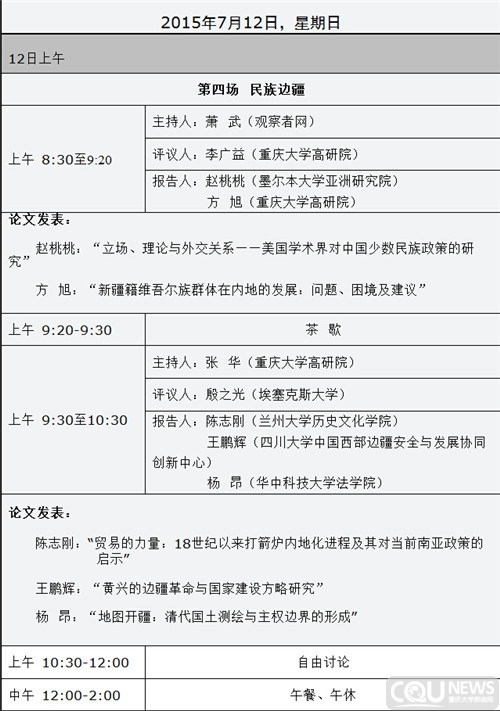 2015年7月12日，星期日
12日上午
第四场 民族边疆
上午 8:30至9:20
主持人：萧 武（观察者网）
评议人：李广益（重庆大学高研院）
报告人：赵桃桃（墨尔本大学亚洲研究院）
方 旭（重庆大学高研院）
论文发表：
赵桃桃：“立场、理论与外交关系——美国学术界对中国少数民族政策的研
究”
方 旭：“新疆籍维吾尔族群体在内地的发展：问题、困境及建议”
上午 9:20-9:30
茶 歇
上午 9:30至10:30
主持人：张 华（重庆大学高研院）
评议人：殷之光（埃塞克斯大学）
报告人：陈志刚（兰州大学历史文化学院）
王鹏辉（四川大学中国西部边疆安全与发展协同
创新中心）
杨 昂（华中科技大学法学院）
论文发表：
陈志刚：“贸易的力量：18世纪以来打箭炉内地化进程及其对当前南亚政策的
启示”
王鹏辉：“黄兴的边疆革命与国家建设方略研究”
杨 昂：“地图开疆：清代国土测绘与主权边界的形成”
上午 10:30-12:00
自由讨论
中午 12:00-2:00
午餐、午休
CQU NEWS
重庆大学新闻网